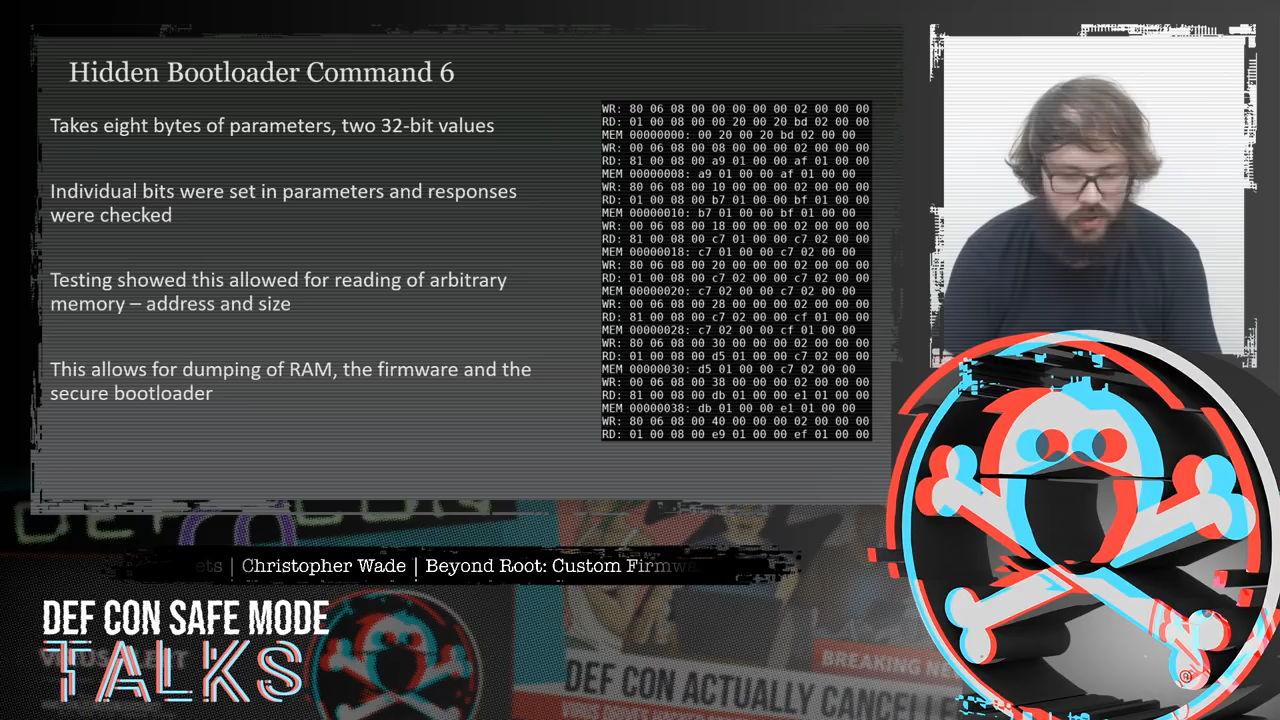 Hidden Bootloader Command 6
Takes eight bytes of parameters, two 32-bit values
Individual bits were set in parameters and responses
were checked
Testing showed this allowed for reading of arbitrary
memory – address and size
This allows for dumping of RAM, the firmware and the
secure bootloader
WR: 80 06 08 00 00 00 00 00 02 00 00 00
RD: 01 00 08 00 00 20 00 20 bd 02 00 00
MEM 00000000: 00 20 00 20 bd 02 00 00
WR: 00 06 08 00 08 00 00 00 02 00 00 00
RD: 81 00 08 00 a9 01 00 00 af 01 00 00
MEM 00000008: a9 01 00 00 af 01 00 00
WR: 80 06 08 00 10 00 00 00 02 00 00 00
RD: 01 00 08 00 b7 01 00 00 bf 01 00 00
MEM 00000010: b7 01 00 00 bf 01 00 00
WR: 00 06 08 00 18 00 00 00 02 00 00 00
RD: 81 00 08 00 c7 01 00 00 c7 02 00 00
MEM 00000018: c7 01 00 00 c7 02 00 00
WR: 80 06 08 00 20 00 00 00 02 00 00 00
RD: 01 00 08 00 c7 02 00 00 c7 02 00 00
MEM 00000020: c7 02 00 00 c7 02 00 00
WR: 00 06 08 00 28 00 00 00 02 00 00 00
RD: 81 00 08 00 c7 02 00 00 cf 01 00 00
MEM 00000028: c7 02 00 00 cf 01 00 00
WR: 80 06 08 00 30 00 00 00 02 00 00 00
RD: 01 00 08 00 d5 01 00 00 c7 02 00 00
MEM 00000030: d5 01 00 00 c7 02 00 00
WR: 00 06 08 00 38 00 00 00 02 00 00 00
RD: 81 00 08 00 db 01 00 00 e1 01 00 00
MEM 00000038: db 01 00 00 e1 01 00 00
WR: 80 06 08 00 40 00 00 00 02 00 00 00
RD: 01 00 08 00 e9 01 00 00 ef 01 00 00
ets | Christopher Wade | Beyond Root: Custom Firmwa
DEF CON SAFE MODE
TALKS
BREAKING NE
DEF CON ACTUALLY CANCELLE
®